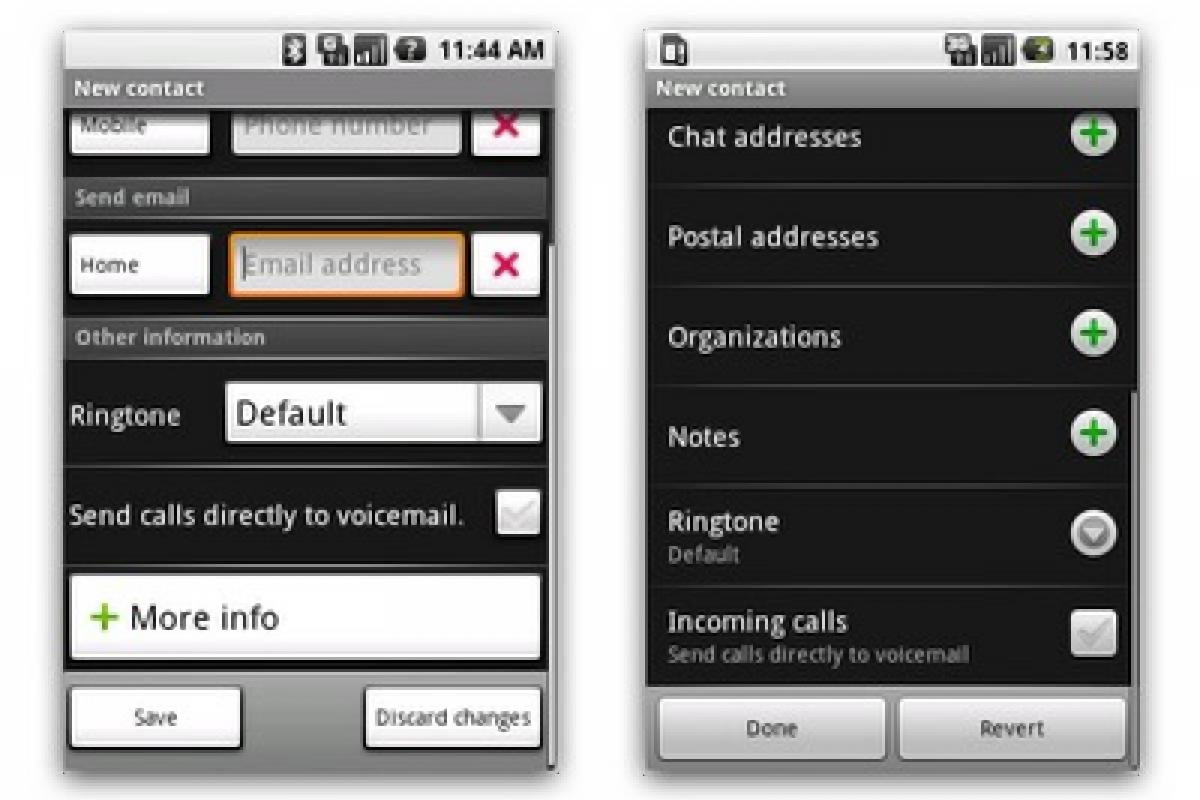 11:44 AM
New contact
Mobile
Phone number
Send email
Home
Email address
Other information
Ringtone
Default
Send calls directly to voicemail.
More info
Save
Discard changes
11:58
New contact
Chat addresses
Postal addresses
Organizations
Notes
Ringtone
Default
Incoming calls
Send calls directly to voicemail
Done
Revert